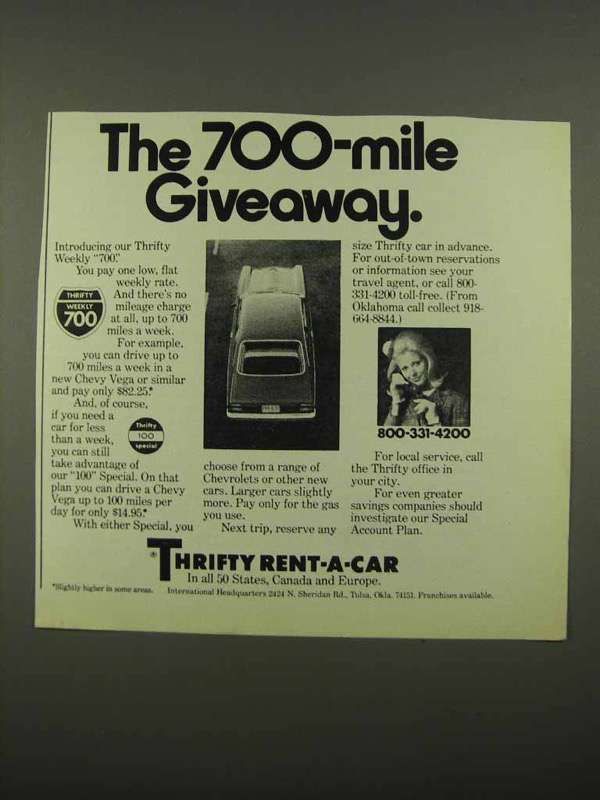 The 700-mile
Giveaway.
Introducing our Thrifty
Weekly "700."
You pay one low, flat
weekly rate.
And there's no
mileage charge
at all, up to 700
miles a week.
For example,
you can drive up to
700 miles a week in a
new Chevy Vega or similar
and pay only $82.25.*
And, of course,
if you need a
car for less
than a week,
you can still
take advantage of
our "100" Special. On that
plan you can drive a Chevy
Vega up to 100 miles per
day for only $14.95.*
With either Special, you
THRIFTY
WEEKLY
700
Thrifty
100
special
choose from a range of
Chevrolets or other new
cars. Larger cars slightly
more. Pay only for the gas
you use.
Next trip, reserve any
size Thrifty car in advance.
For out-of-town reservations
or information see your
travel agent, or call 800-
331-4200 toll-free. (From
Oklahoma call collect 918-
664-8844.)
800-331-4200
For local service, call
the Thrifty office in
your city.
For even greater
savings companies should
investigate our Special
Account Plan.
®THRIFTY RENT-A-CAR
In all 50 States, Canada and Europe.
*Slightly higher in some areas.
International Headquarters 2424 N. Sheridan Rd., Tulsa, Okla. 74151. Franchises available.